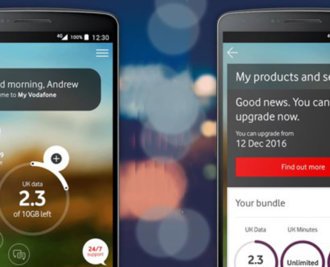 4G 100% 12:30
d morning, Andrew
me to My Vodafone
UK data
2.3
of 10GB left
24/7
support
My products and se
Good news. You can
upgrade now.
You can upgrade from
12 Dec 2016
Find out more
Your bundle
UK Data
UK Minutes
2.3
Unlimited